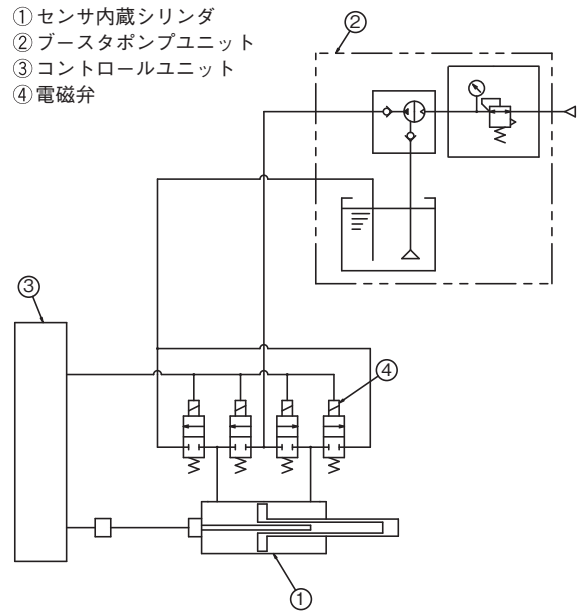 ①センサ内蔵シリンダ
②ブースタポンプユニット
③コントロールユニット
④電磁弁
②
③
④
①